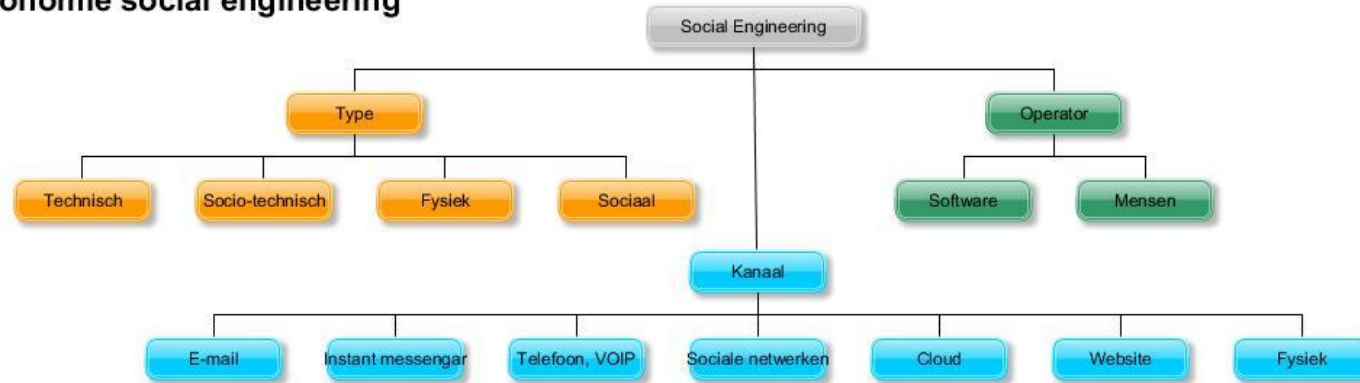 onomie social engineering
Social Engineering
Type
Operator
Technisch
Socio-technisch
Fysiek
Sociaal
Software
Mensen
Kanaal
E-mail
Instant messengar
Telefoon, VOIP
Sociale netwerken
Cloud
Website
Fysiek